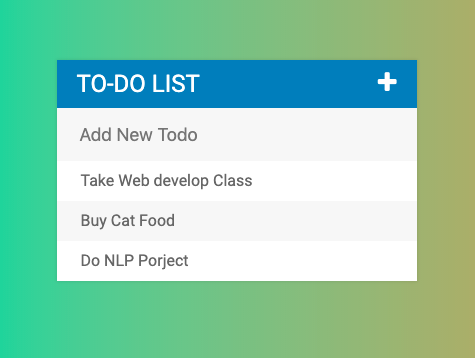 TO-DO LIST
Add New Todo
Take Web develop Class
Buy Cat Food
Do NLP Porject